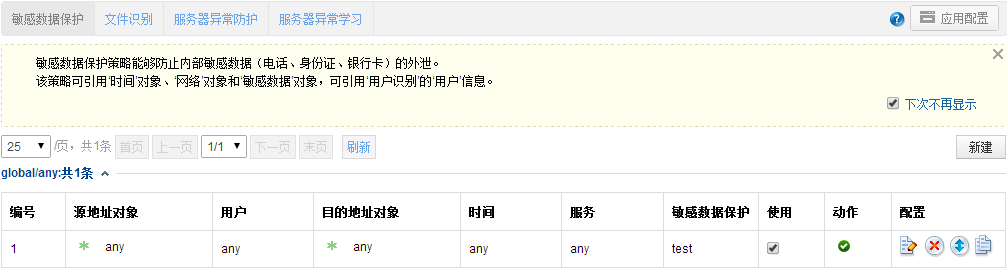 敏感数据保护 文件识别 服务器异常防护 服务器异常学习 应用配置
敏感数据保护策略能够防止内部敏感数据（电话、身份证、银行卡）的外泄。
该策略可引用'时间'对象、'网络'对象和'敏感数据'对象，可引用'用户识别'的'用户'信息。
下次不再显示
25 /页，共1条 首页 上一页 1/1 下一页 末页 刷新 新建
global/any:共1条
编号 源地址对象 用户 目的地址对象 时间 服务 敏感数据保护 使用 动作 配置
1 any any any any any test